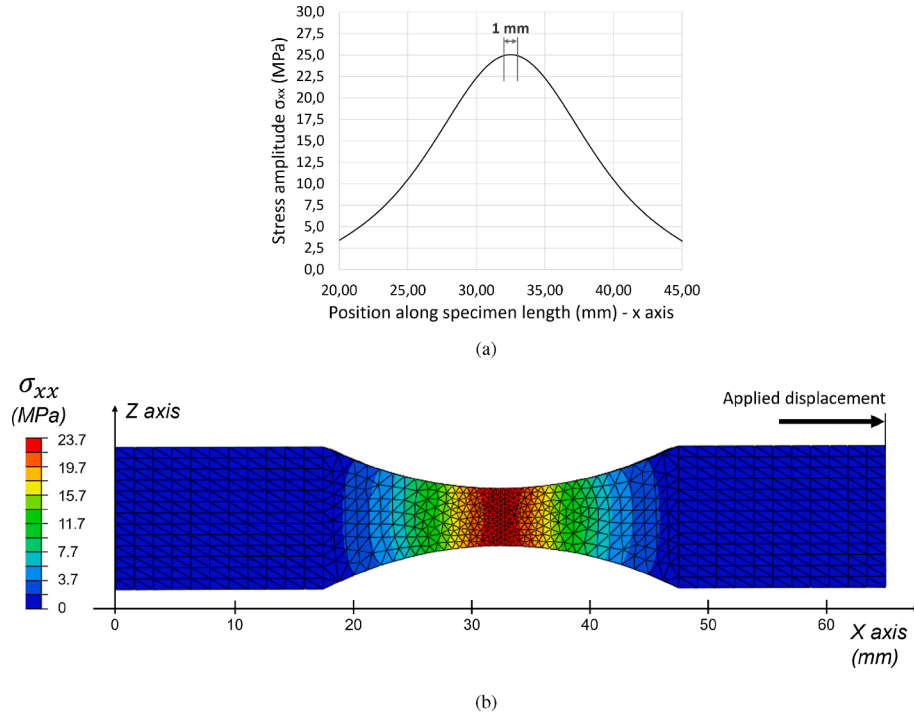 30,0
27,5
25,0
22,5
20,0
17,5
15,0
12,5
10,0
7,5
5,0
2,5
0,0
Stress amplitude σxx (MPa)
1 mm
20,00 25,00 30,00 35,00 40,00 45,00
Position along specimen length (mm) - x axis
(a)
σxx
(MPa)
23.7
19.7
15.7
11.7
7.7
3.7
0
Z axis
Applied displacement
0 10 20 30 40 50 60
X axis
(mm)
(b)